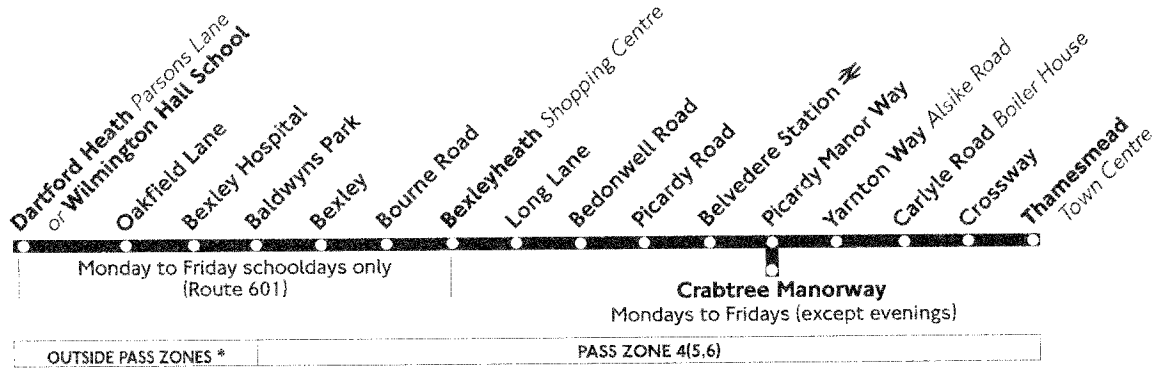 Dartford Heath Parsons Lane
or Wilmington Hall School
Oakfield Lane
Bexley Hospital
Baldwyns Park
Bexley
Bourne Road
Bexleyheath Shopping Centre
Long Lane
Bedonwell Road
Picardy Road
Belvedere Station
Picardy Manor Way
Yarnton Way Alsike Road
Carlyle Road Boiler House
Crossway
Thamesmead
Town Centre
Monday to Friday schooldays only
(Route 601)
Crabtree Manorway
Mondays to Fridays (except evenings)
OUTSIDE PASS ZONES *
PASS ZONE 4(5,6)